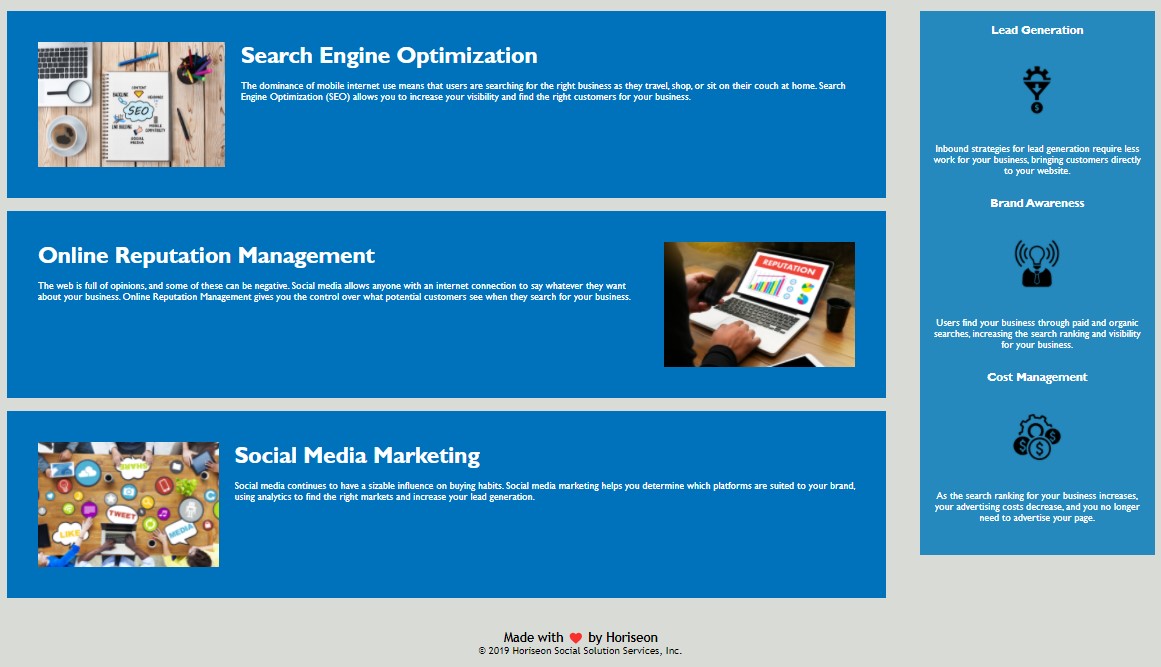 Search Engine Optimization
The dominance of mobile internet use means that users are searching for the right business as they travel, shop, or sit on their couch at home. Search
Engine Optimization (SEO) allows you to increase your visibility and find the right customers for your business.
CONTENT
SEO
LINK BUILDING
SOCIAL
MEDIA
Online Reputation Management
The web is full of opinions, and some of these can be negative. Social media allows anyone with an internet connection to say whatever they want
about your business. Online Reputation Management gives you the control over what potential customers see when they search for your business.
REPUTATION
Social Media Marketing
Social media continues to have a sizable influence on buying habits. Social media marketing helps you determine which platforms are suited to your brand,
using analytics to find the right markets and increase your lead generation.
SHARE
TWEET
LIKE
MEDIA
Lead Generation
Inbound strategies for lead generation require less
work for your business, bringing customers directly
to your website.
Brand Awareness
Users find your business through paid and organic
searches, increasing the search ranking and visibility
for your business.
Cost Management
As the search ranking for your business increases,
your advertising costs decrease, and you no longer
need to advertise your page.
Made with ❤️ by Horiseon
© 2019 Horiseon Social Solution Services, Inc.